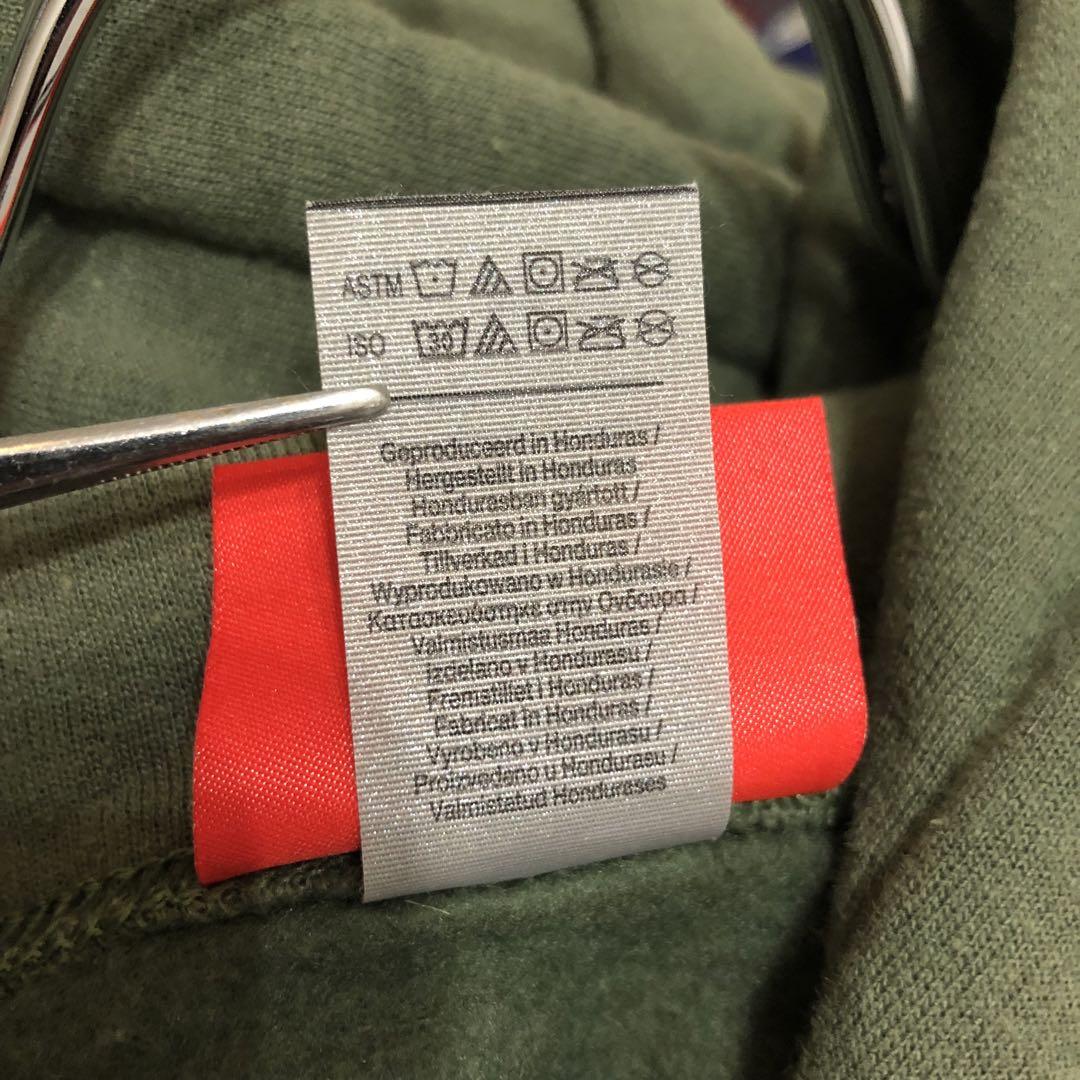 ASTM
ISO 30
Geproduceerd in Honduras /
Hergestellt in Honduras
Hondurasban gyártott /
Fabbricato in Honduras /
Tillverkad i Honduras /
Wyprodukowano w Hondurasie /
Κατασκευάστηκε στην Ονδούρα /
Valmistusmaa Honduras /
Izdelano v Hondurasu /
Fremstillet i Honduras /
Fabricat în Honduras /
Vyrobeno v Hondurasu /
Proizvedeno u Hondurasu /
Valmistatud Hondurases